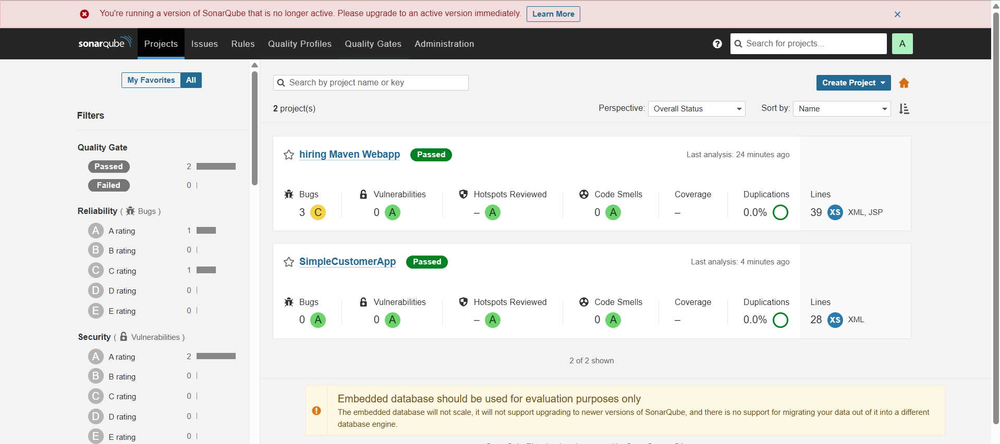 You're running a version of SonarQube that is no longer active. Please upgrade to an active version immediately. Learn More
sonarqube Projects Issues Rules Quality Profiles Quality Gates Administration ? Search for projects... A
My Favorites All
Search by project name or key
Create Project
2 project(s)
Perspective: Overall Status
Sort by: Name
Filters
Quality Gate
Passed 2
Failed 0
Reliability ( Bugs )
A A rating 1
B B rating 0
C C rating 1
D D rating 0
E E rating 0
Security ( Vulnerabilities )
A A rating 2
B B rating 0
C C rating 0
D D rating 0
E E rating 0
hiring Maven Webapp Passed Last analysis: 24 minutes ago
Bugs Vulnerabilities Hotspots Reviewed Code Smells Coverage Duplications Lines
3 C 0 A – A 0 A – 0.0% 39 XS XML, JSP
SimpleCustomerApp Passed Last analysis: 4 minutes ago
Bugs Vulnerabilities Hotspots Reviewed Code Smells Coverage Duplications Lines
0 A 0 A – A 0 A – 0.0% 28 XS XML
2 of 2 shown
Embedded database should be used for evaluation purposes only
The embedded database will not scale, it will not support upgrading to newer versions of SonarQube, and there is no support for migrating your data out of it into a different
database engine.